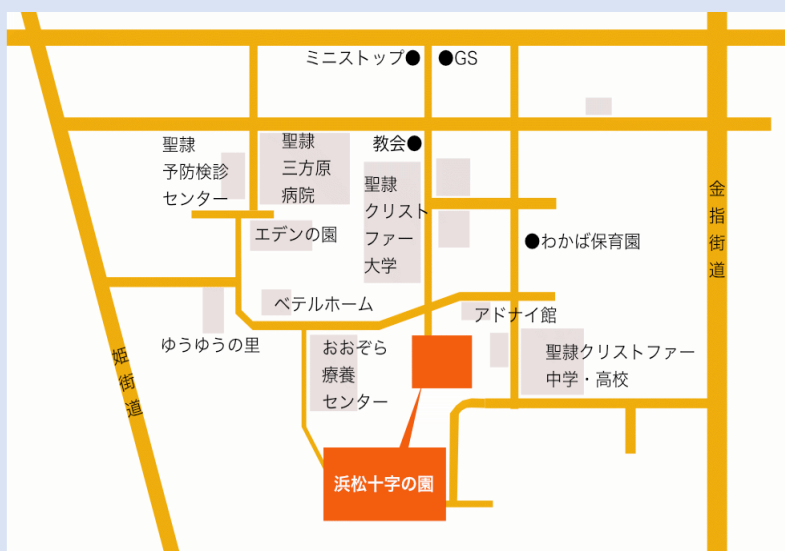 ミニストップ●
●GS
聖隷
予防検診
センター
聖隷
三方原
病院
教会●
聖隷
クリスト
ファー
大学
金指街道
エデンの園
●わかば保育園
ベテルホーム
アドナイ館
ゆうゆうの里
姫街道
おおぞら
療養
センター
聖隷クリストファー
中学・高校
浜松十字の園